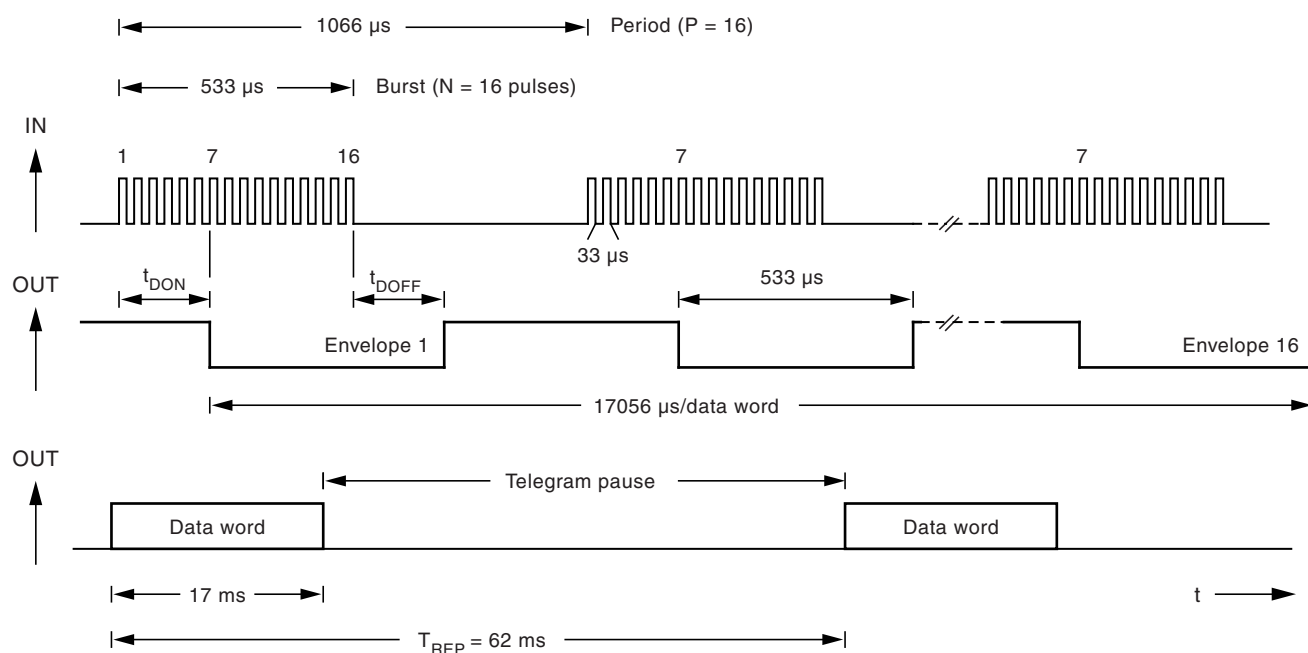 1066 µs Period (P = 16)
533 µs Burst (N = 16 pulses)
IN
1 7 16 7 7
33 µs
OUT tDON tDOFF 533 µs
Envelope 1 Envelope 16
17056 µs/data word
OUT
Telegram pause
Data word Data word
17 ms t
TREP = 62 ms